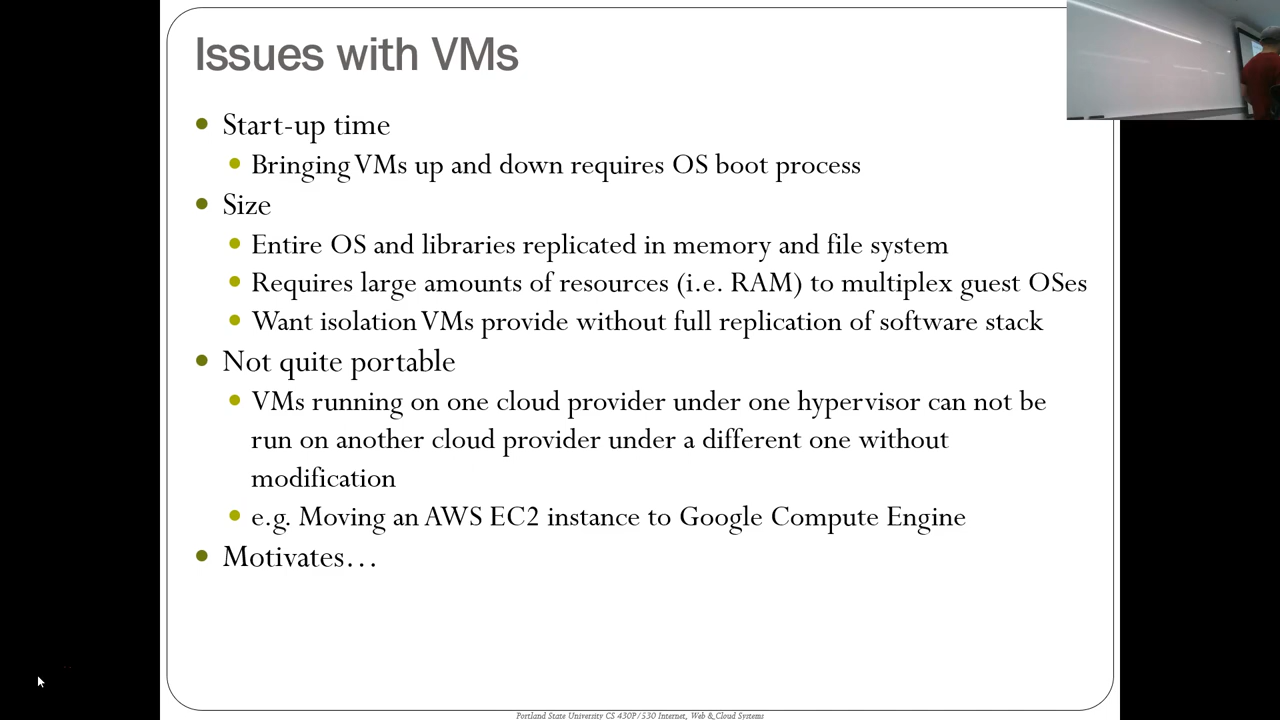 Issues with VMs
Start-up time
Bringing VMs up and down requires OS boot process
Size
Entire OS and libraries replicated in memory and file system
Requires large amounts of resources (i.e. RAM) to multiplex guest OSes
Want isolation VMs provide without full replication of software stack
Not quite portable
VMs running on one cloud provider under one hypervisor can not be
run on another cloud provider under a different one without
modification
e.g. Moving an AWS EC2 instance to Google Compute Engine
Motivates…
Portland State University CS 430P/530 Internet, Web & Cloud Systems